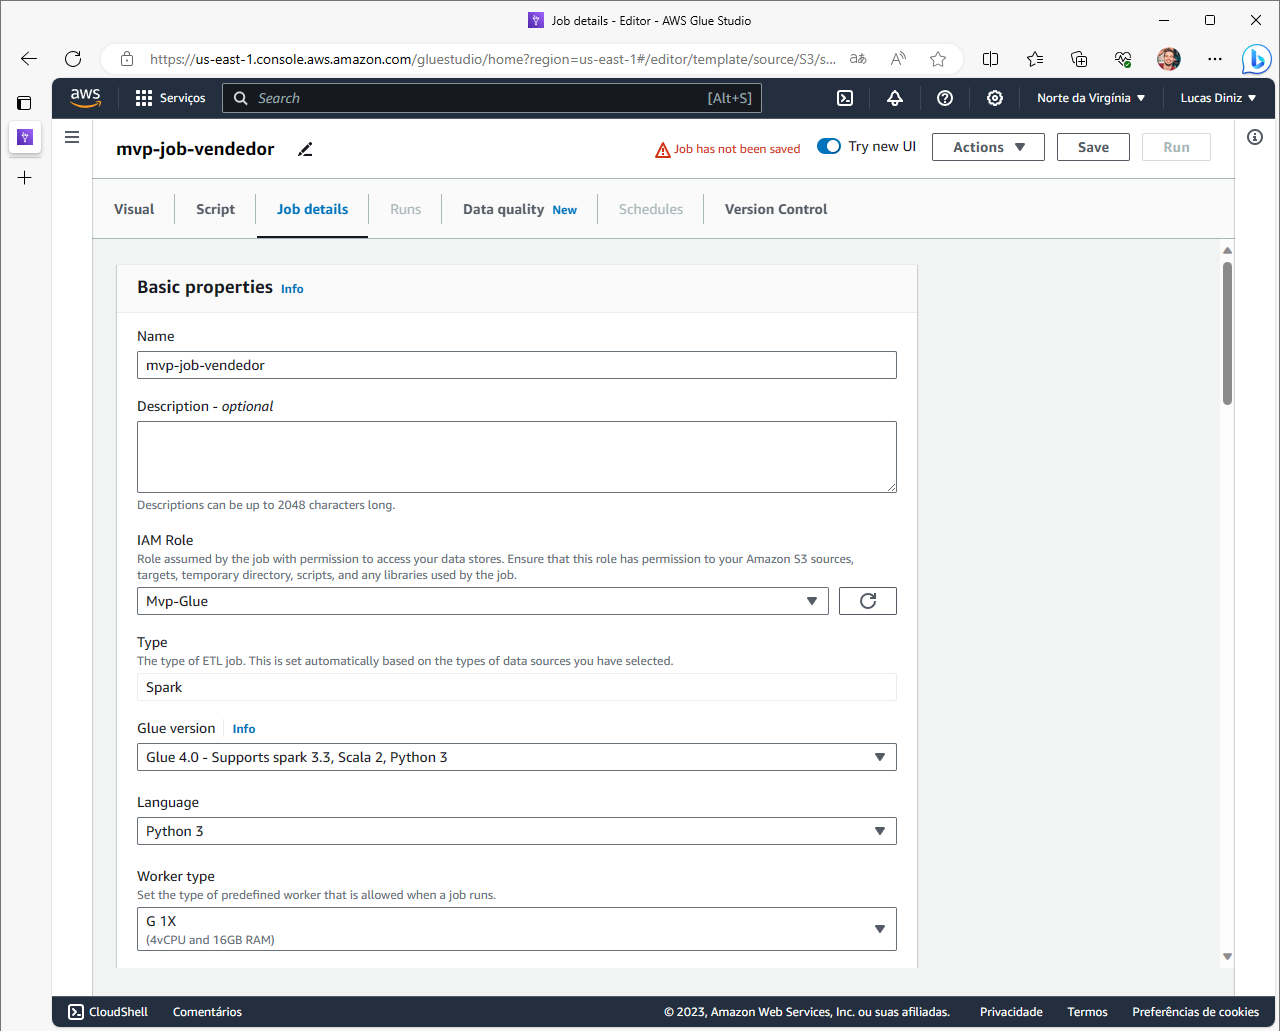 Job details - Editor - AWS Glue Studio
https://us-east-1.console.aws.amazon.com/gluestudio/home?region=us-east-1#/editor/template/source/S3/s...
aws
Serviços
Search
[Alt+S]
Norte da Virgínia
Lucas Diniz
mvp-job-vendedor
Job has not been saved
Try new UI
Actions
Save
Run
Visual
Script
Job details
Runs
Data quality New
Schedules
Version Control
Basic properties Info
Name
mvp-job-vendedor
Description - optional
Descriptions can be up to 2048 characters long.
IAM Role
Role assumed by the job with permission to access your data stores. Ensure that this role has permission to your Amazon S3 sources,
targets, temporary directory, scripts, and any libraries used by the job.
Mvp-Glue
Type
The type of ETL job. This is set automatically based on the types of data sources you have selected.
Spark
Glue version Info
Glue 4.0 - Supports spark 3.3, Scala 2, Python 3
Language
Python 3
Worker type
Set the type of predefined worker that is allowed when a job runs.
G 1X
(4vCPU and 16GB RAM)
CloudShell
Comentários
© 2023, Amazon Web Services, Inc. ou suas afiliadas.
Privacidade
Termos
Preferências de cookies